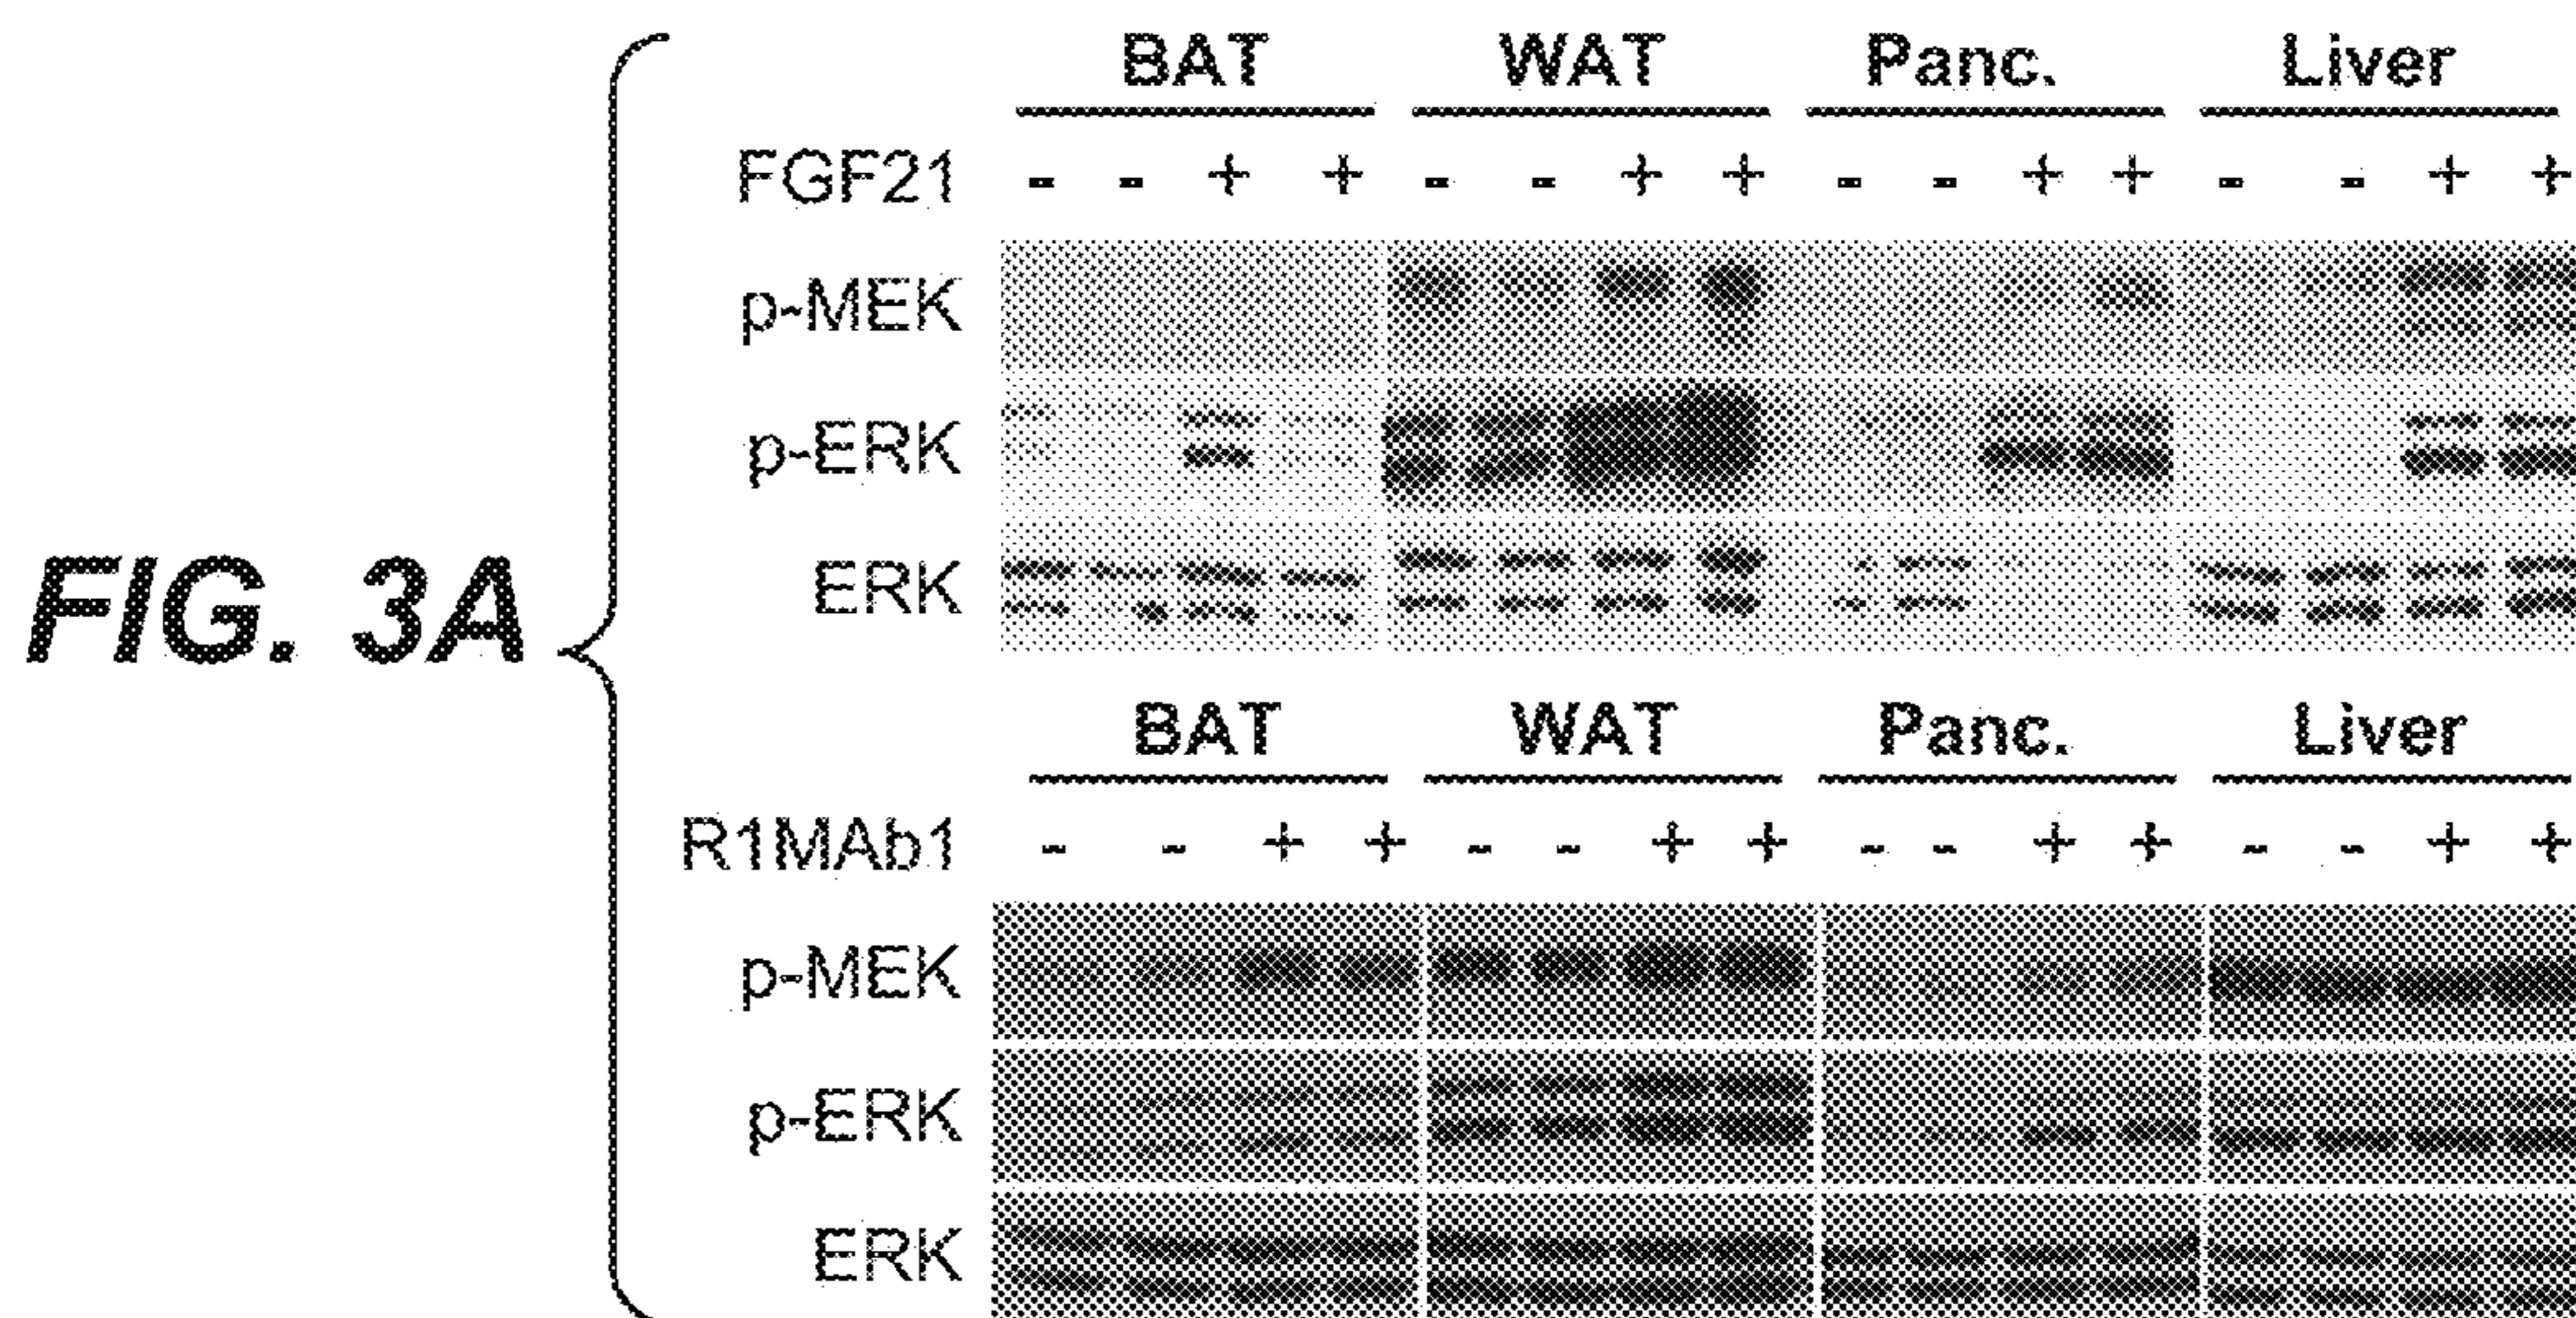 BAT WAT Panc. Liver
FGF21 - - + + - - + + - - + + - - + +
p-MEK
p-ERK
ERK
FIG. 3A
BAT WAT Panc. Liver
R1MAb1 - - + + - - + + - - + + - - + +
p-MEK
p-ERK
ERK